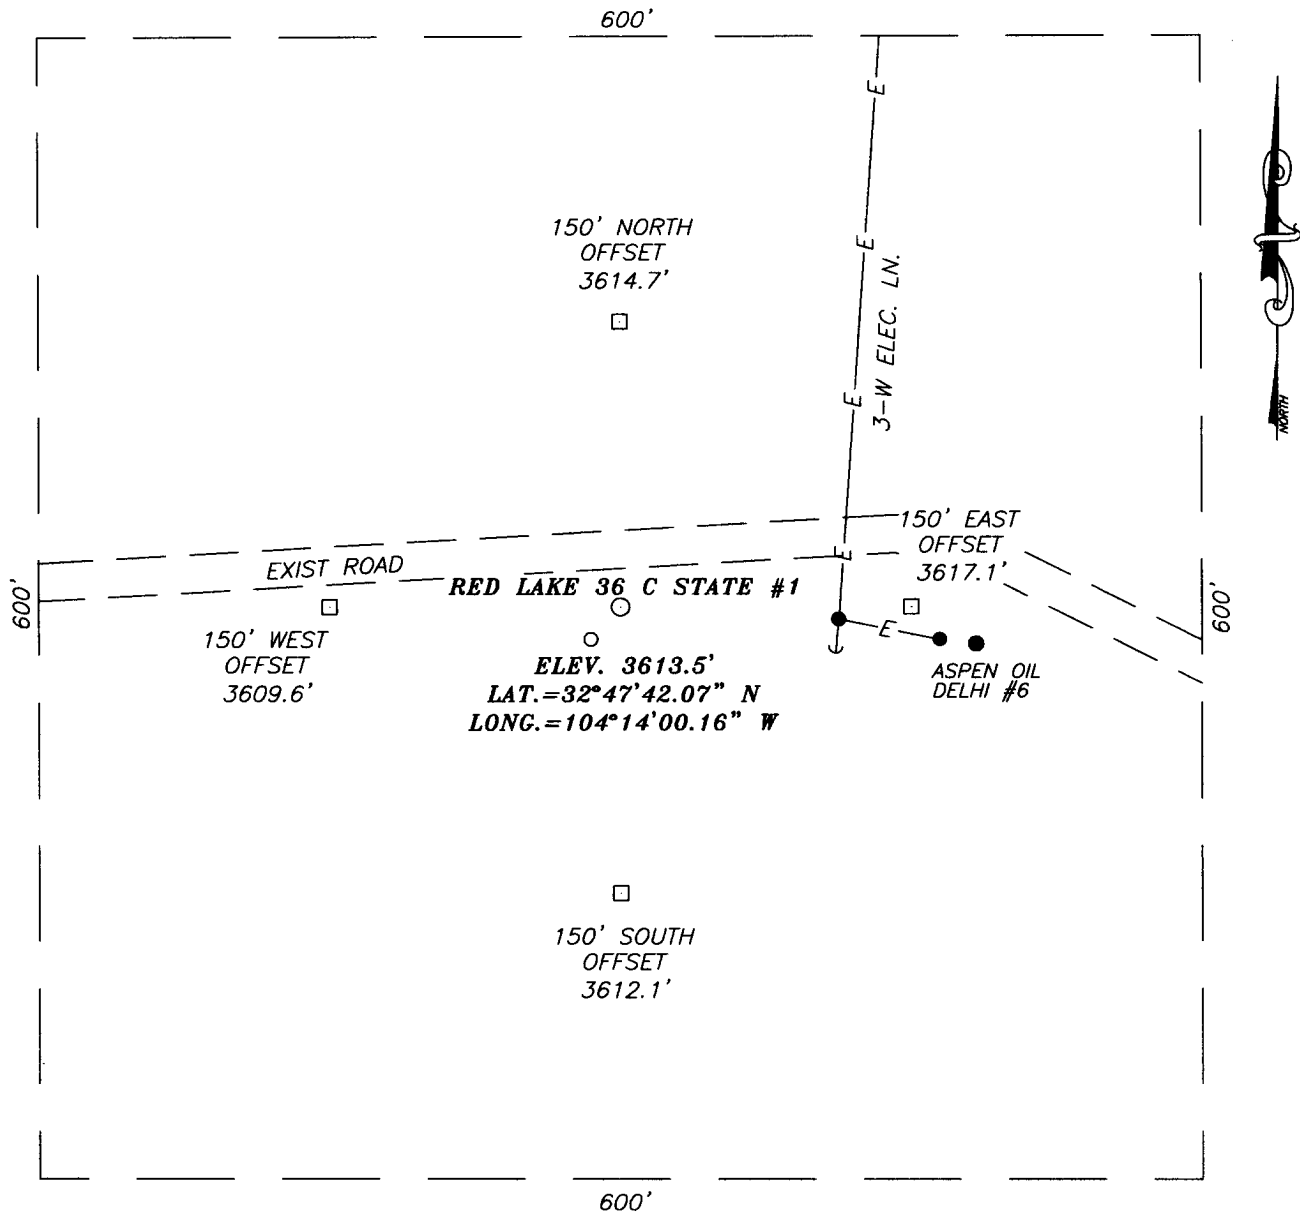 600'
E
150' NORTH
OFFSET
3614.7'
E
3-W ELEC. LN.
E
NORTH
150' EAST
OFFSET
3617.1'
E
EXIST ROAD
RED LAKE 36 C STATE #1
600'
600'
150' WEST
OFFSET
3609.6'
E
ELEV. 3613.5'
LAT.=32°47'42.07" N
LONG.=104°14'00.16" W
ASPEN OIL
DELHI #6
150' SOUTH
OFFSET
3612.1'
600'